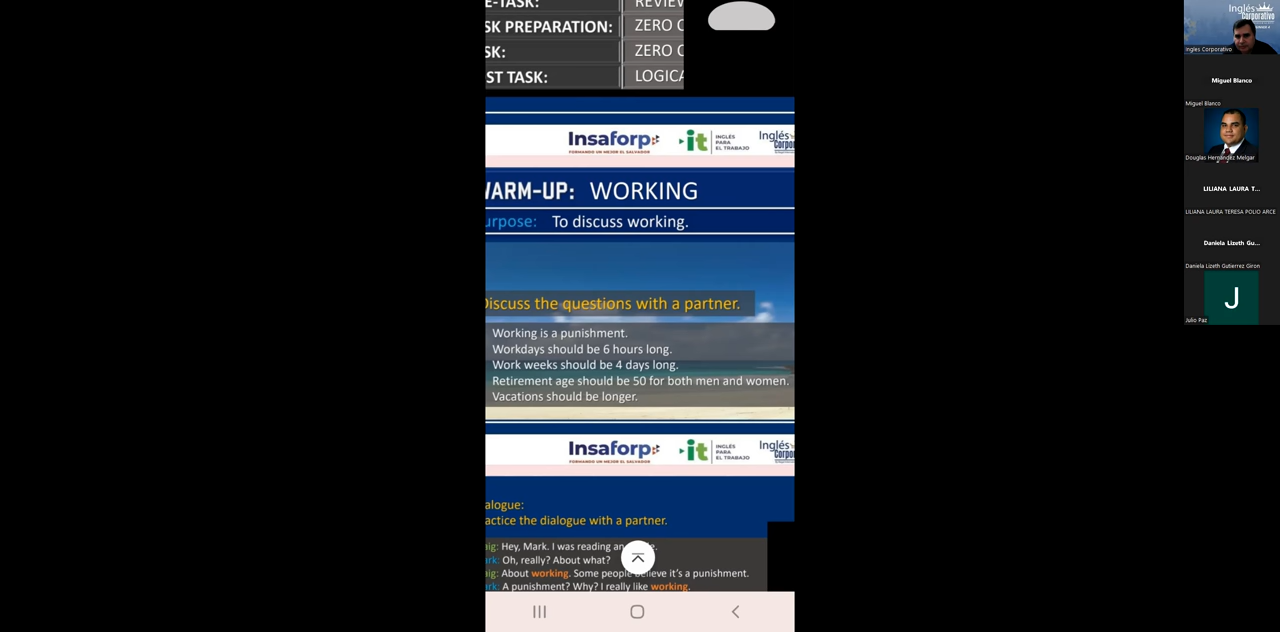 E-TASK: REVIEW
SK PREPARATION: ZERO C
SK: ZERO C
ST TASK: LOGICA
Insaforp
FORMANDO UN MEJOR EL SALVADOR
it INGLÉS PARA EL TRABAJO
Inglés
Corpo
WARM-UP: WORKING
urpose: To discuss working.
Discuss the questions with a partner.
Working is a punishment.
Workdays should be 6 hours long.
Work weeks should be 4 days long.
Retirement age should be 50 for both men and women.
Vacations should be longer.
Insaforp
FORMANDO UN MEJOR EL SALVADOR
it INGLÉS PARA EL TRABAJO
Inglés
Corpo
alogue:
actice the dialogue with a partner.
aig: Hey, Mark. I was reading an
rk: Oh, really? About what?
aig: About working. Some people believe it's a punishment.
rk: A punishment? Why? I really like working.
Inglés
Corporativo
Ingles Corporativo
Miguel Blanco
Miguel Blanco
Douglas Hernández Melgar
LILIANA LAURA T...
LILIANA LAURA TERESA POLIO ARCE
Daniela Lizeth Gu...
Daniela Lizeth Gutierrez Giron
J
Julio Paz